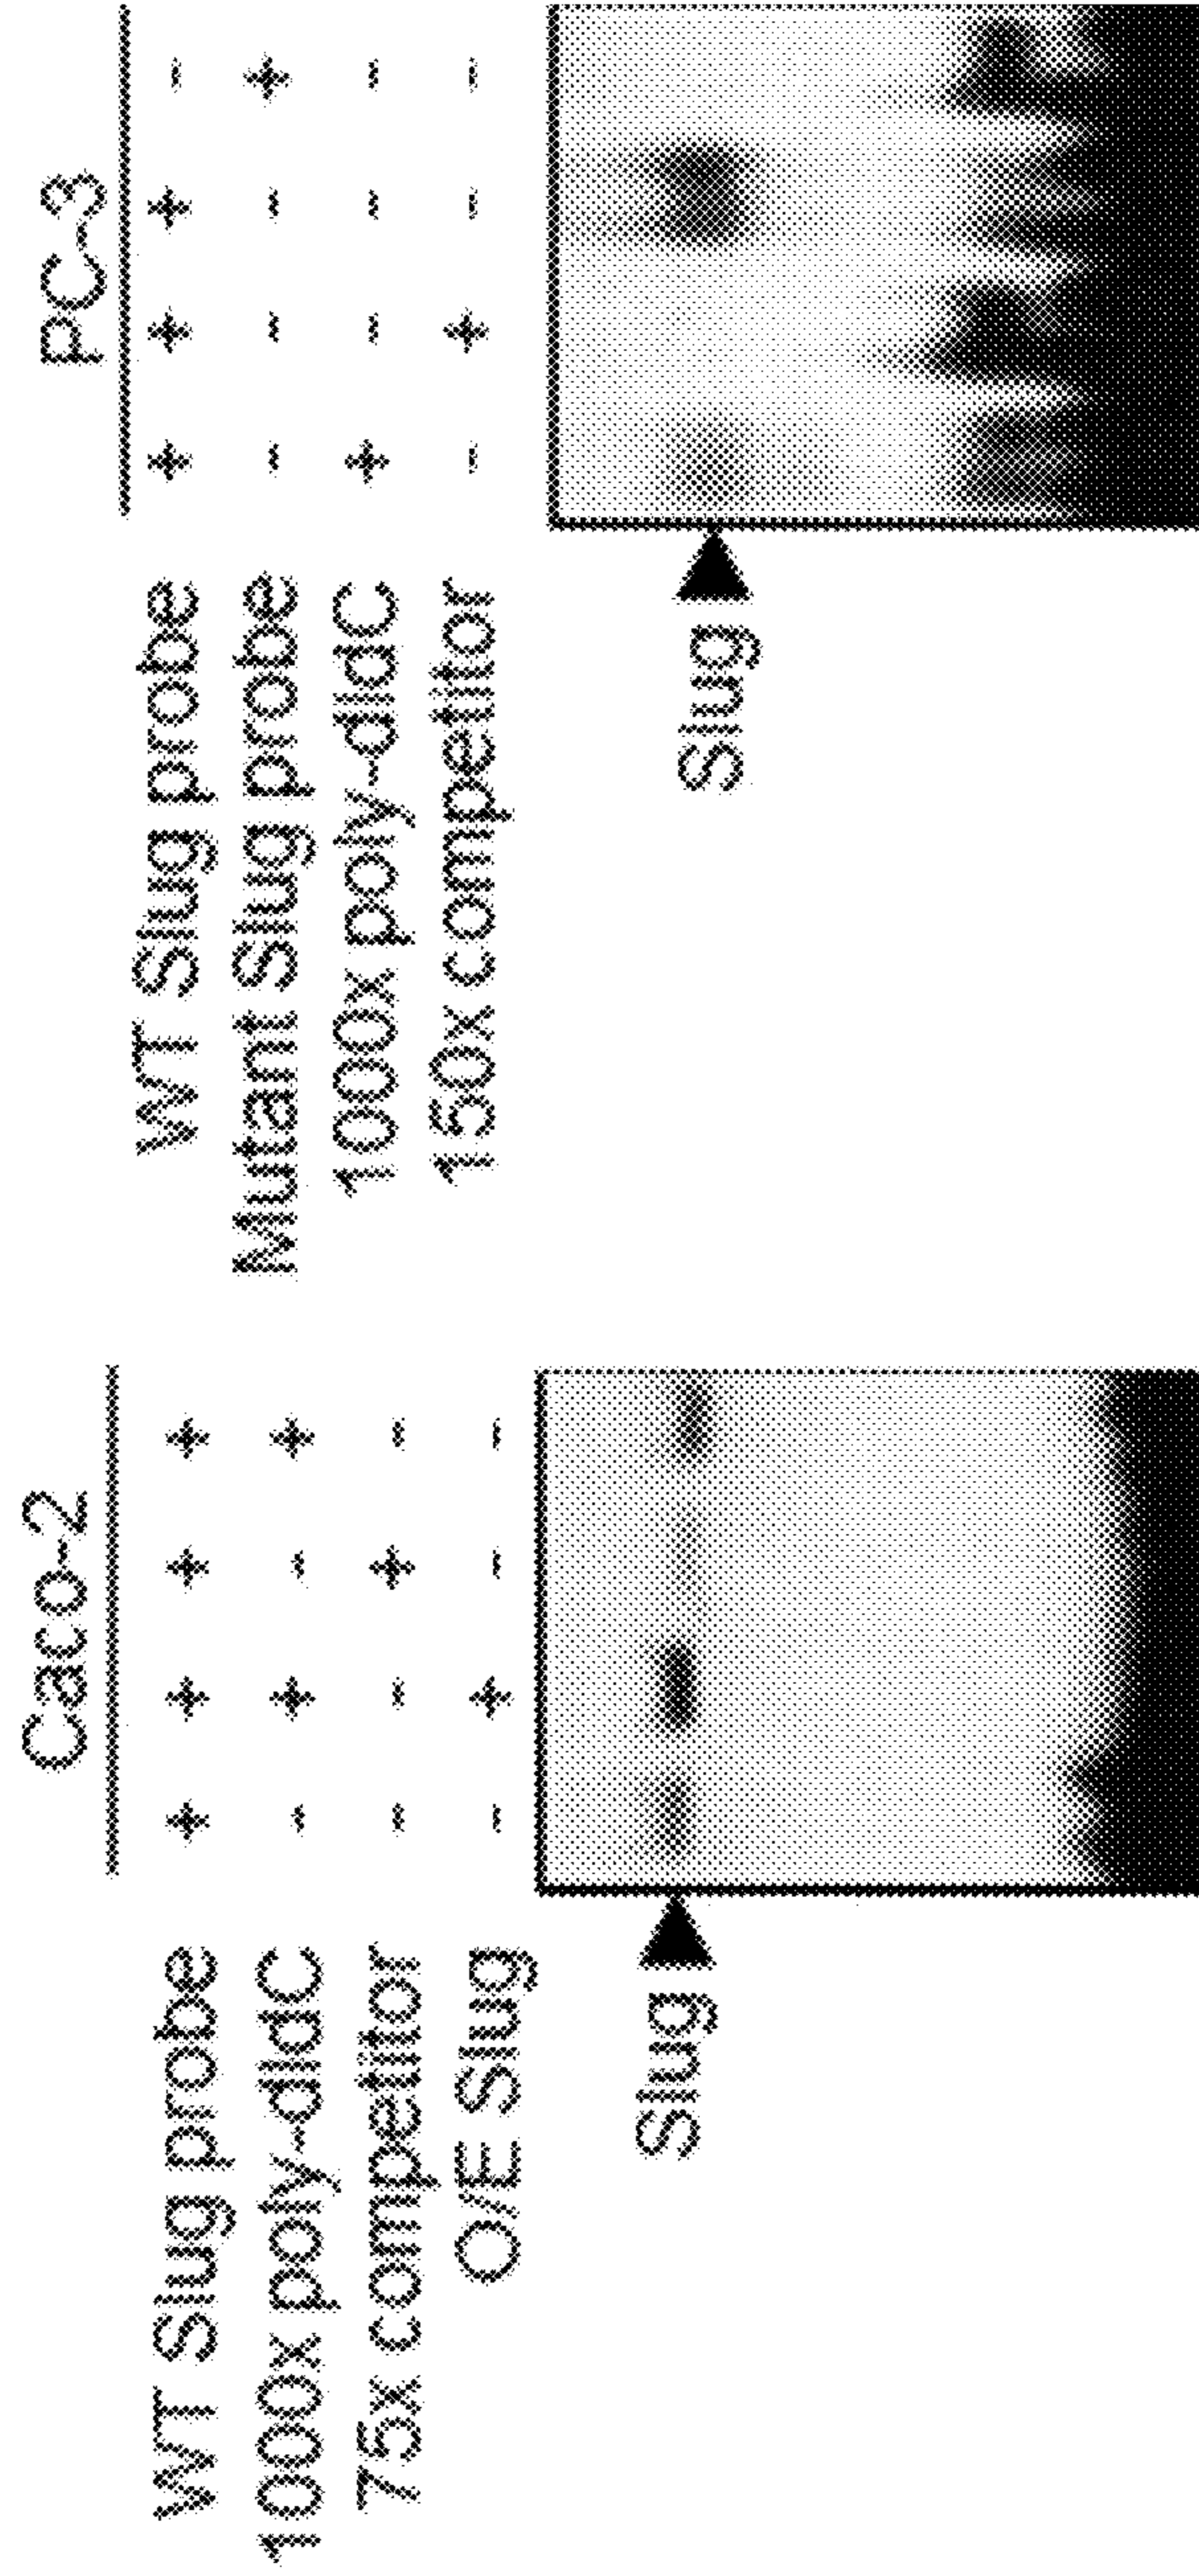 Caco-2
WT Slug probe + + + +
1000x poly-dIdC - + - +
75x competitor - - + -
O/E Slug - + - -
Slug
PC-3
WT Slug probe + + + -
Mutant Slug probe - - - +
1000x poly-dIdC + - - -
150x competitor - + - -
Slug